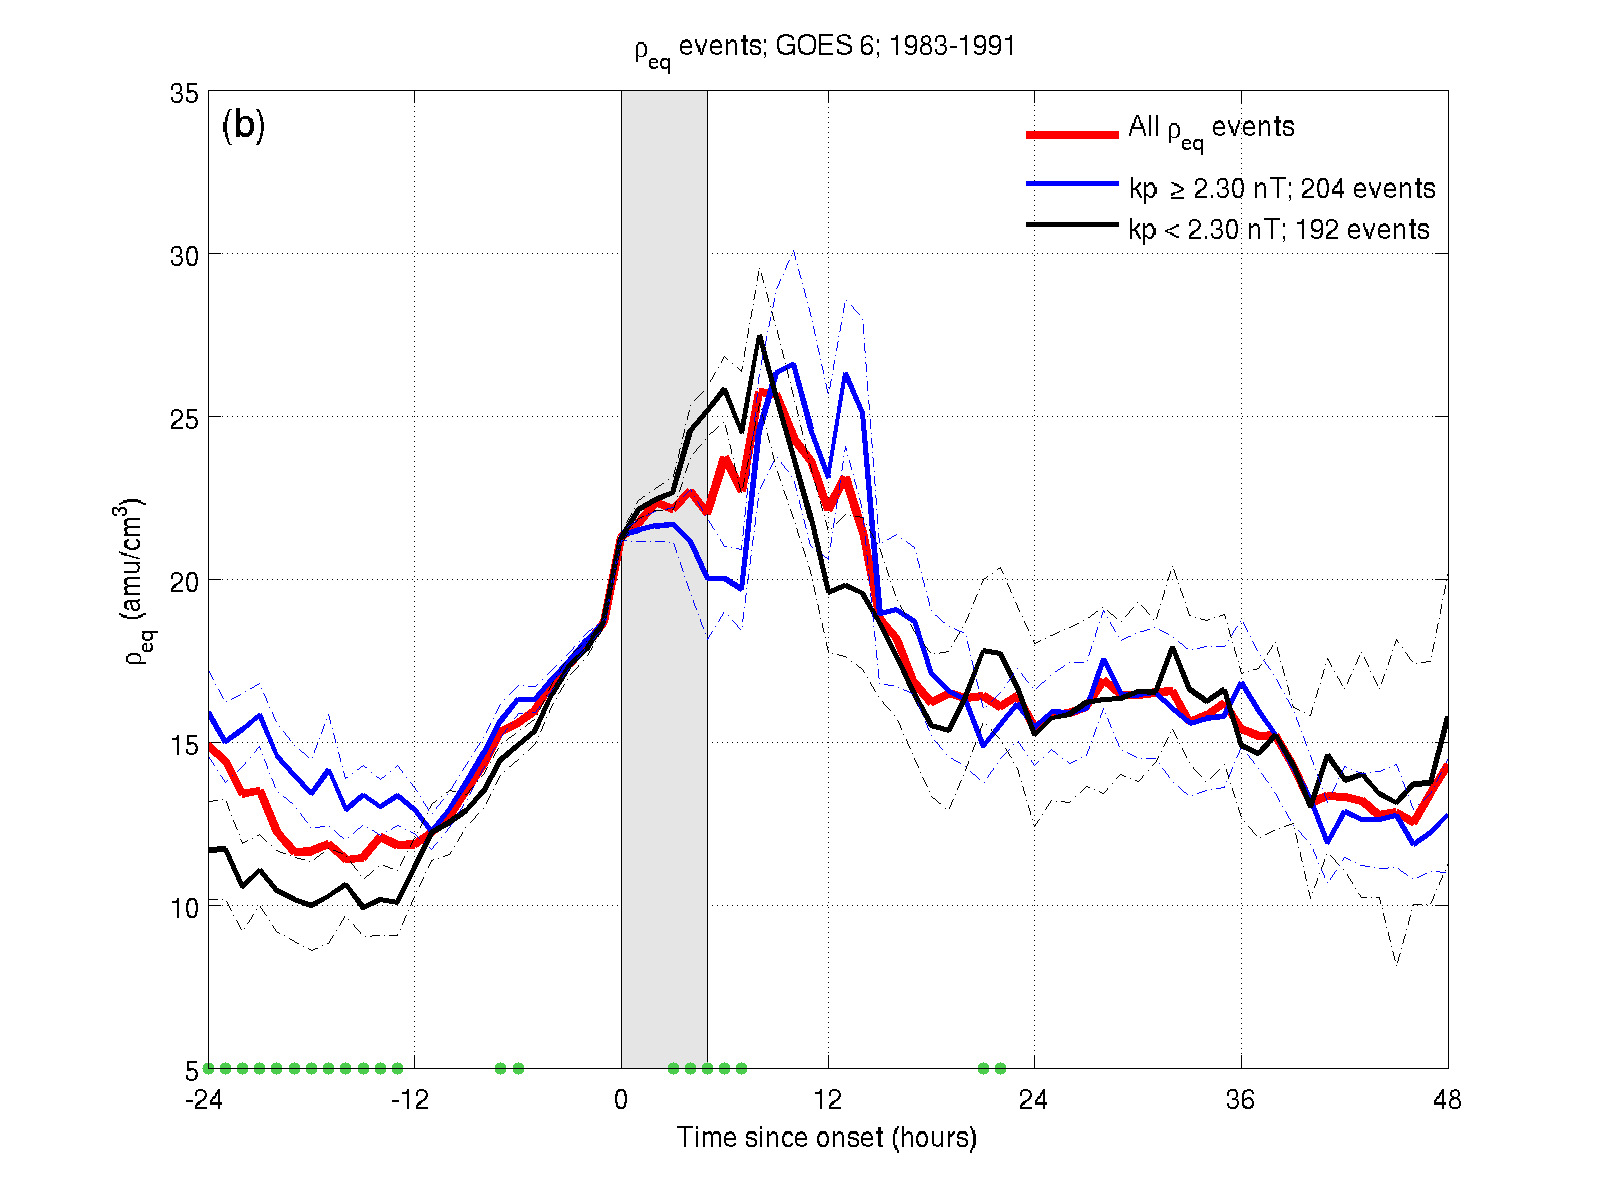 ρeq events; GOES 6; 1983-1991
(b)
All ρeq events
kp ≥ 2.30 nT; 204 events
kp < 2.30 nT; 192 events
35
30
25
20
15
10
5
ρeq (amu/cm³)
-24 -12 0 12 24 36 48
Time since onset (hours)